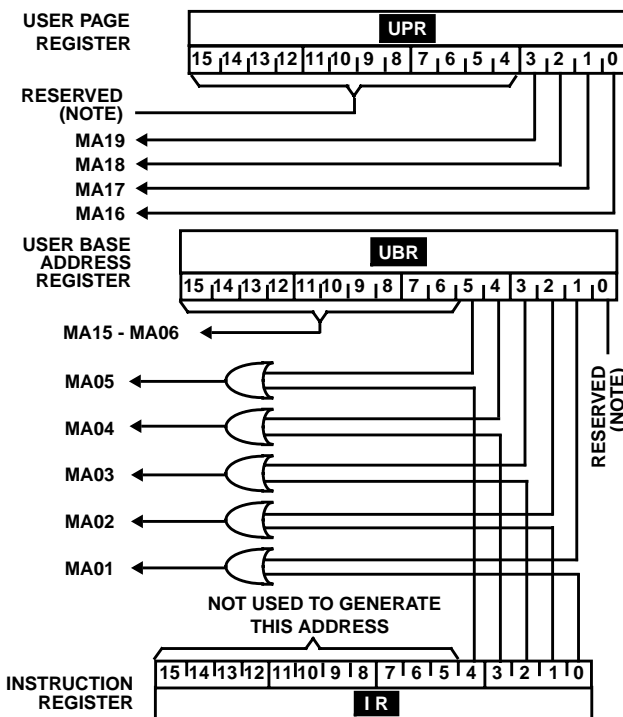 USER PAGE
REGISTER
UPR
15 14 13 12 11 10 9 8 7 6 5 4 3 2 1 0
RESERVED
(NOTE)
MA19
MA18
MA17
MA16
USER BASE
ADDRESS
REGISTER
UBR
15 14 13 12 11 10 9 8 7 6 5 4 3 2 1 0
MA15 - MA06
RESERVED
(NOTE)
MA05
MA04
MA03
MA02
MA01
NOT USED TO GENERATE
THIS ADDRESS
15 14 13 12 11 10 9 8 7 6 5 4 3 2 1 0
INSTRUCTION
REGISTER
I R